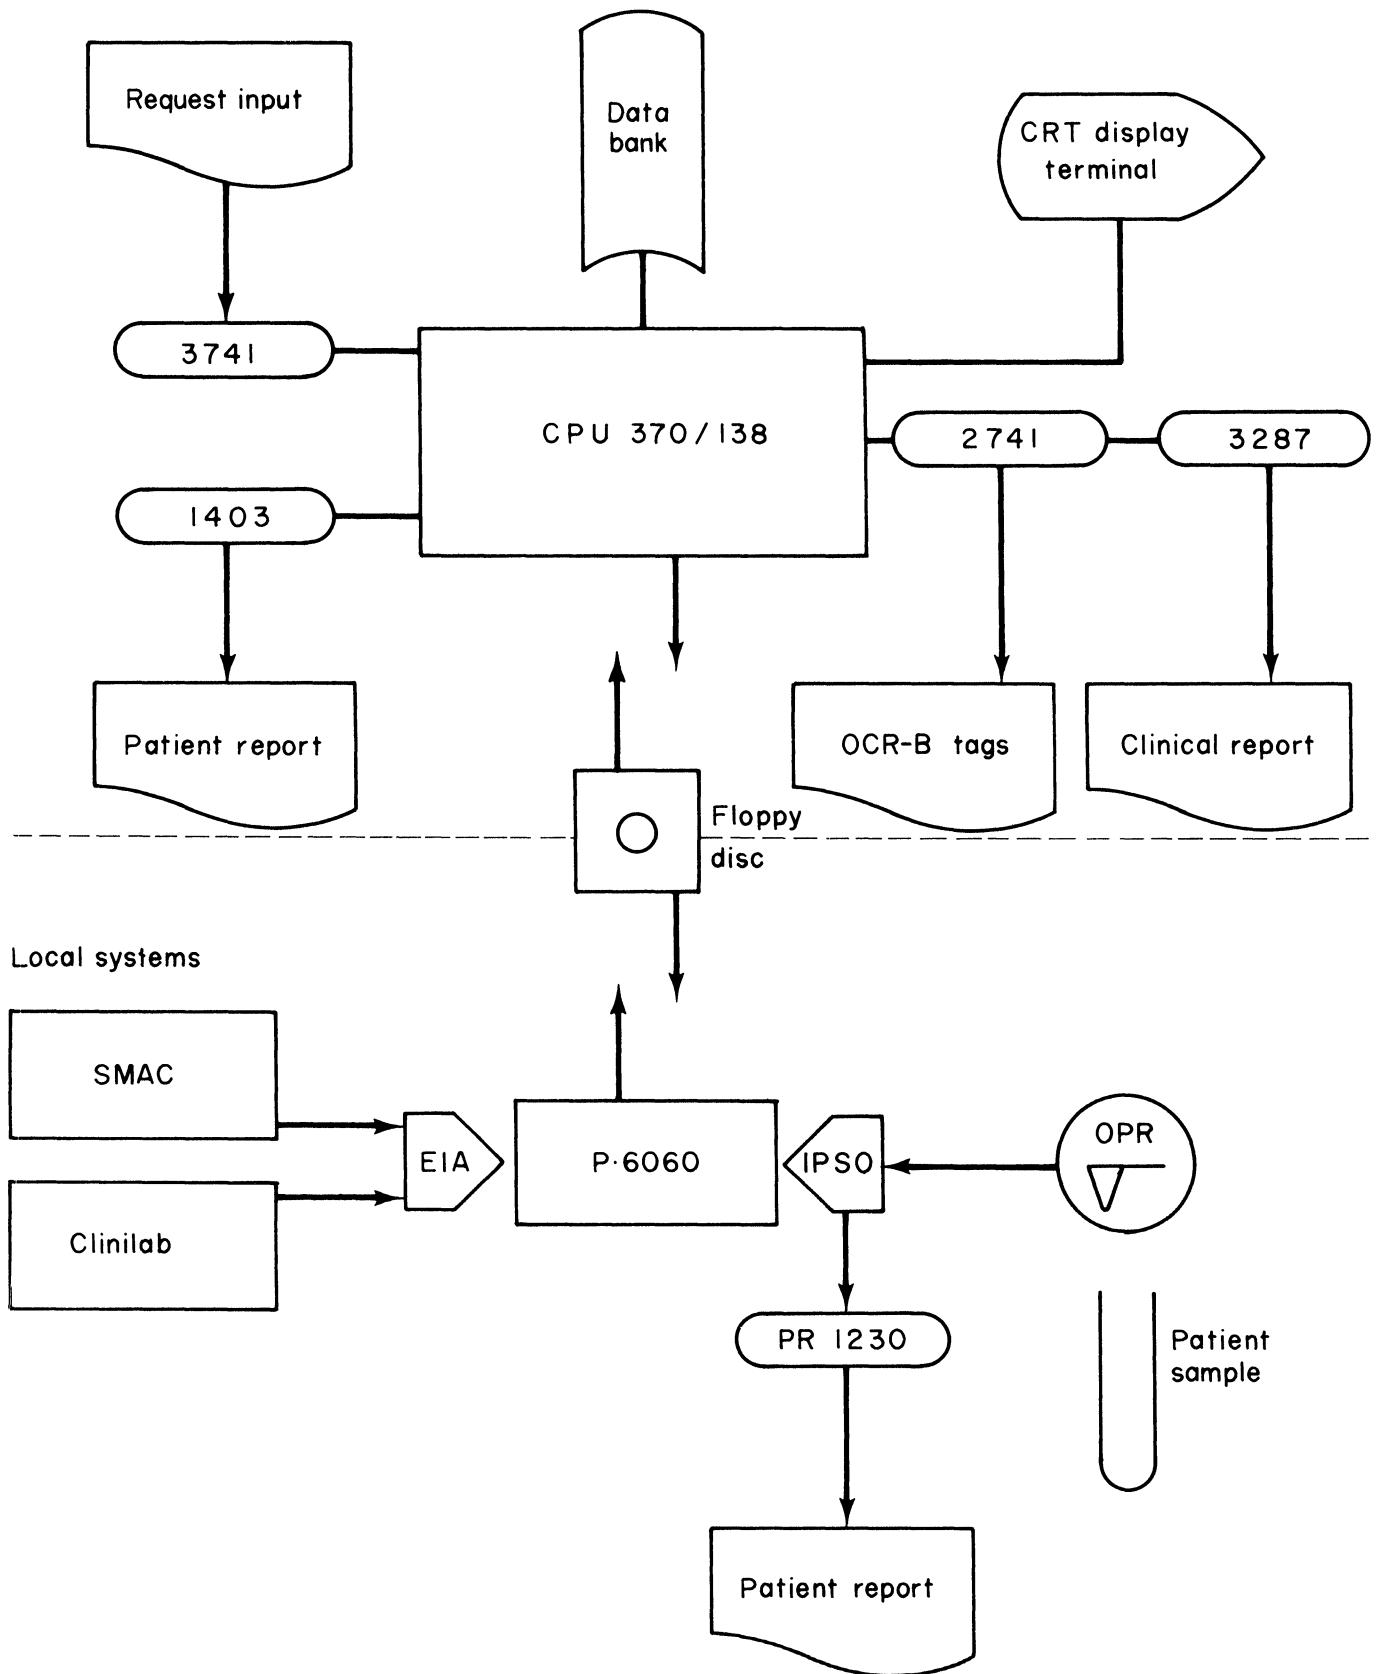 Request input
Data
bank
CRT display
terminal
3741
CPU 370/138
2741
3287
1403
Patient report
OCR-B tags
Clinical report
Floppy
disc
Local systems
SMAC
Clinilab
EIA
P·6060
IPSO
OPR
PR 1230
Patient
sample
Patient report